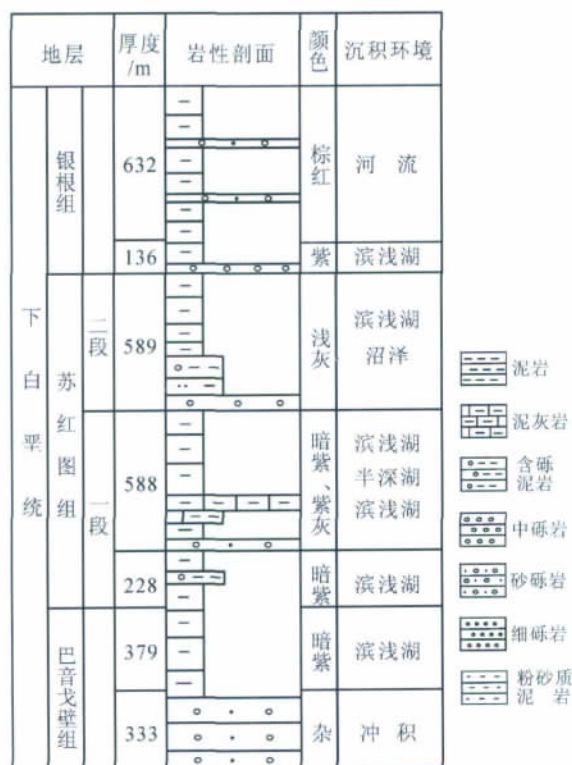 地层 厚度/m 岩性剖面 颜色 沉积环境
下白垩统
银根组
632 棕红 河 流
136 紫 滨浅湖
苏红图组
二段
589 浅灰 滨浅湖
沼泽
一段
588 暗紫、紫灰 滨浅湖
半深湖
滨浅湖
228 暗紫 滨浅湖
巴音戈壁组
379 暗紫 滨浅湖
333 杂 冲 积
泥岩
泥灰岩
含砾
泥岩
中砾岩
砂砾岩
细砾岩
粉砂质
泥 岩